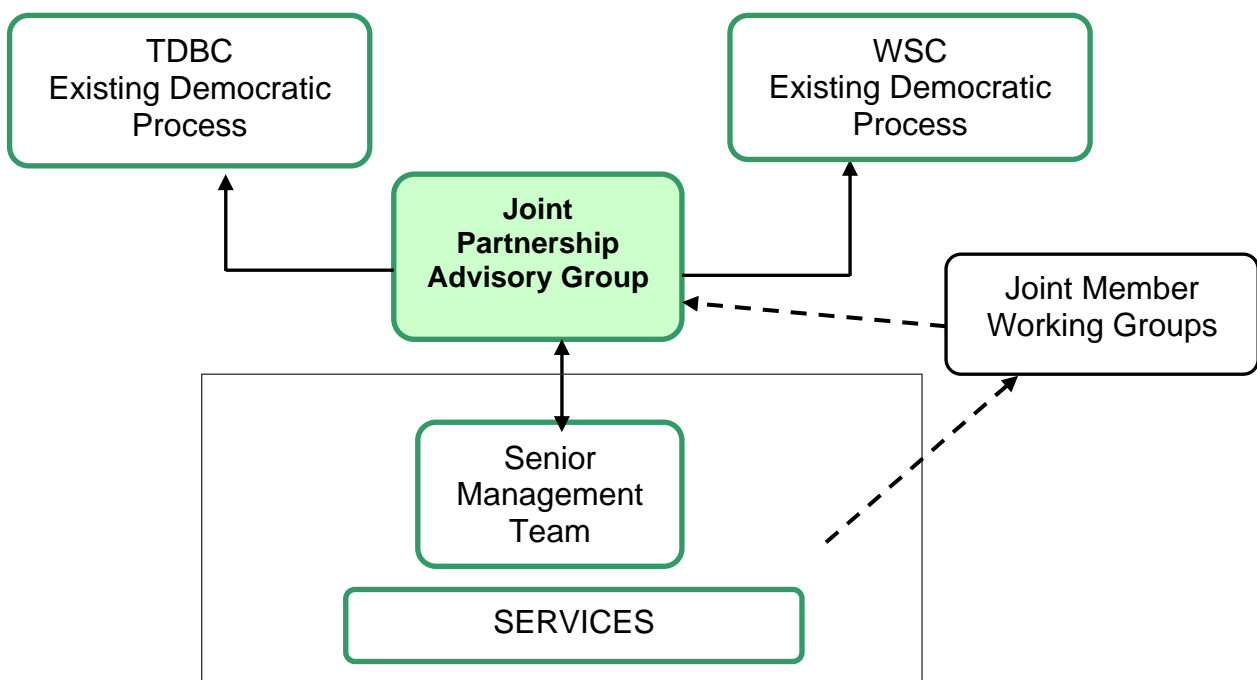 TDBC
Existing Democratic
Process
WSC
Existing Democratic
Process
Joint
Partnership
Advisory Group
Joint Member
Working Groups
Senior
Management
Team
SERVICES